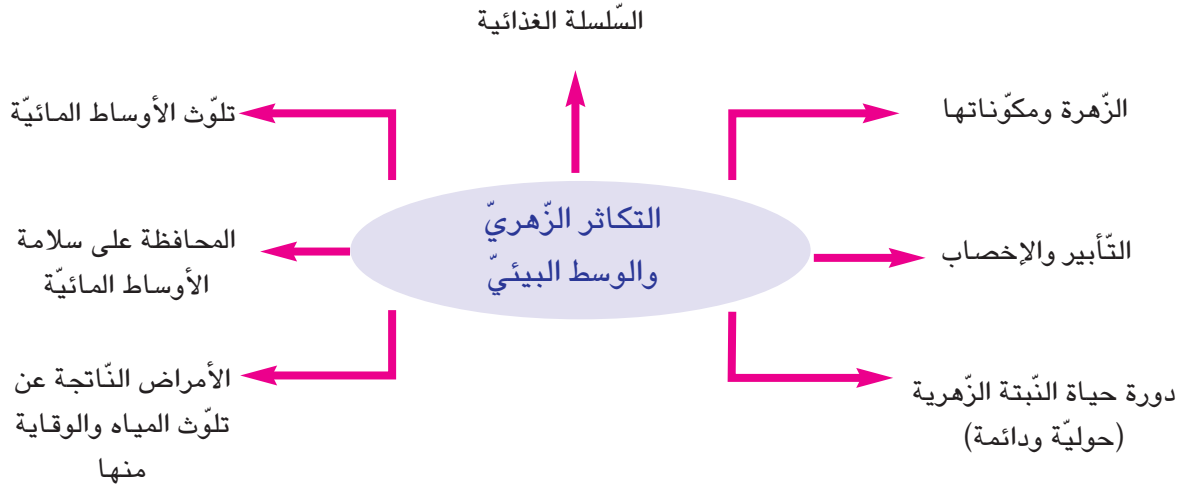 السّلسلة الغذائية
الزّهرة ومكوّناتها
تلوّث الأوساط المائيّة
التكاثر الزّهريّ
والوسط البيئيّ
التّأبير والإخصاب
المحافظة على سلامة
الأوساط المائيّة
دورة حياة النّبتة الزّهرية
(حوليّة ودائمة)
الأمراض النّاتجة عن
تلوّث المياه والوقاية
منها